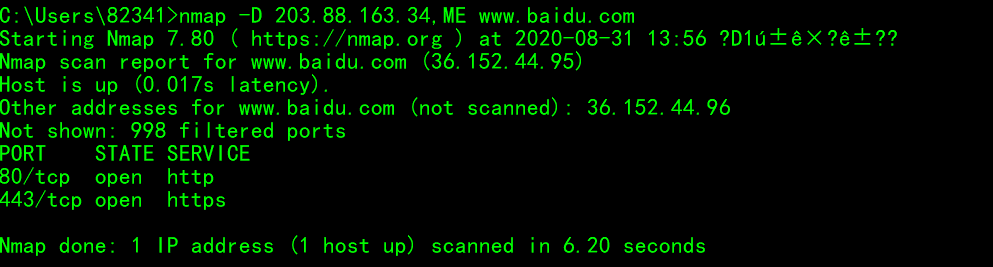 C:\Users\82341>nmap -D 203.88.163.34,ME www.baidu.com
Starting Nmap 7.80 ( https://nmap.org ) at 2020-08-31 13:56 ?D1ú±ê×?ê±??
Nmap scan report for www.baidu.com (36.152.44.95)
Host is up (0.017s latency).
Other addresses for www.baidu.com (not scanned): 36.152.44.96
Not shown: 998 filtered ports
PORT    STATE SERVICE
80/tcp  open  http
443/tcp open  https
Nmap done: 1 IP address (1 host up) scanned in 6.20 seconds